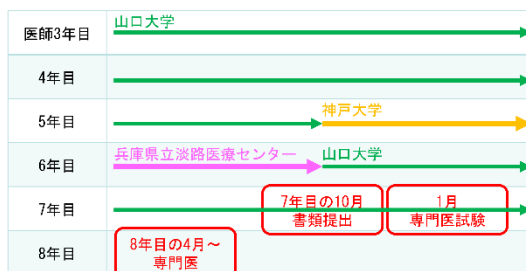 医師3年目
山口大学
4年目
5年目
神戸大学
6年目
兵庫県立淡路医療センター
山口大学
7年目
7年目の10月
書類提出
1月
専門医試験
8年目
8年目の4月～
専門医